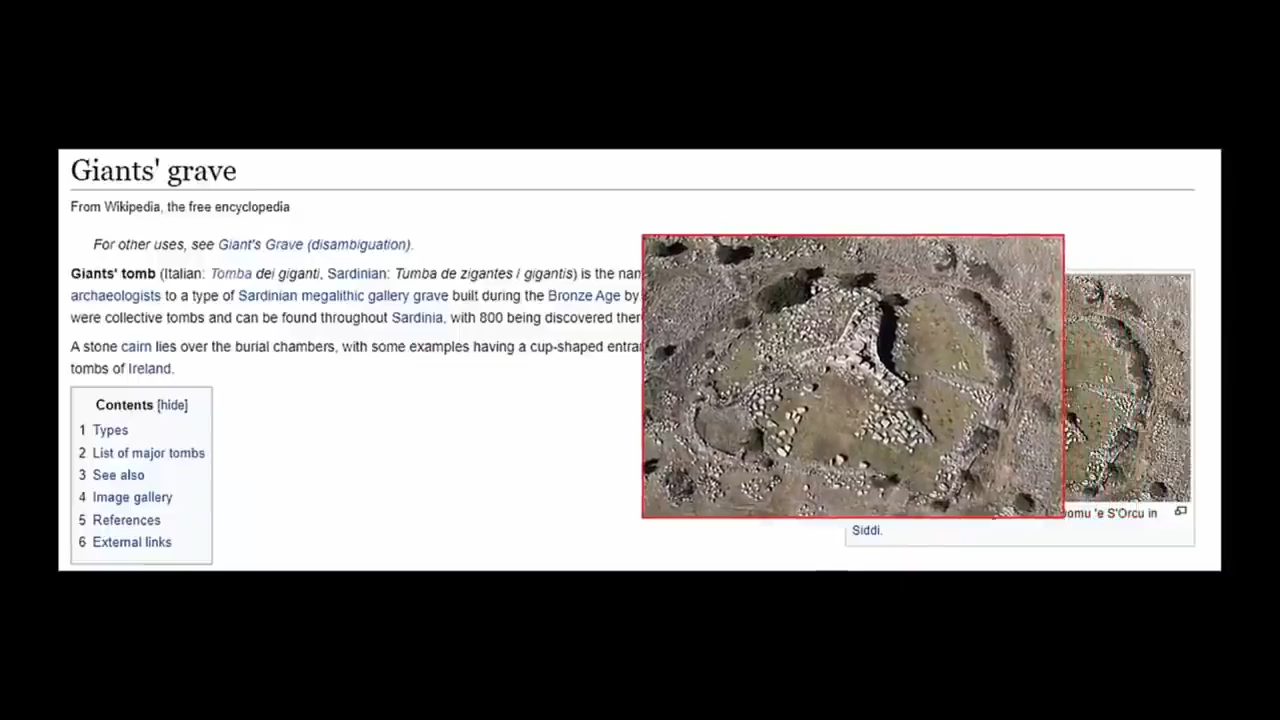 Giants' grave
From Wikipedia, the free encyclopedia
For other uses, see Giant's Grave (disambiguation).
Giants' tomb (Italian: Tomba dei giganti, Sardinian: Tumba de zigantes / gigantis) is the
archaeologists to a type of Sardinian megalithic gallery grave built during the Bronze Age by
were collective tombs and can be found throughout Sardinia, with 800 being discovered
A stone cairn lies over the burial chambers, with some examples having a cup-shaped
tombs of Ireland.
Contents [hide]
1 Types
2 List of major tombs
3 See also
4 Image gallery
5 References
6 External links
'e S'Orcu in
Siddi.